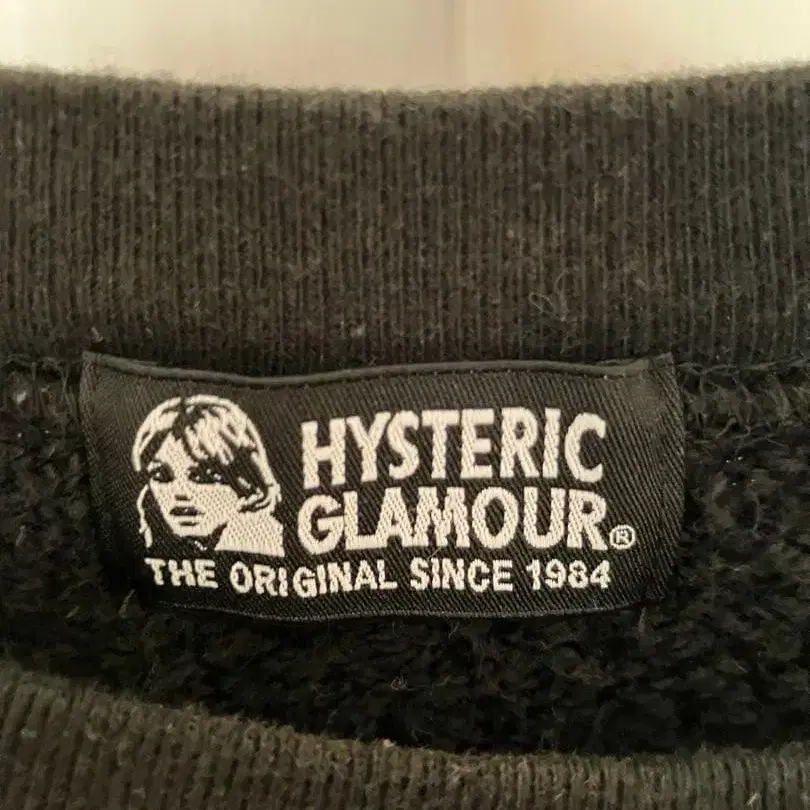 HYSTERIC
GLAMOUR®
THE ORIGINAL SINCE 1984